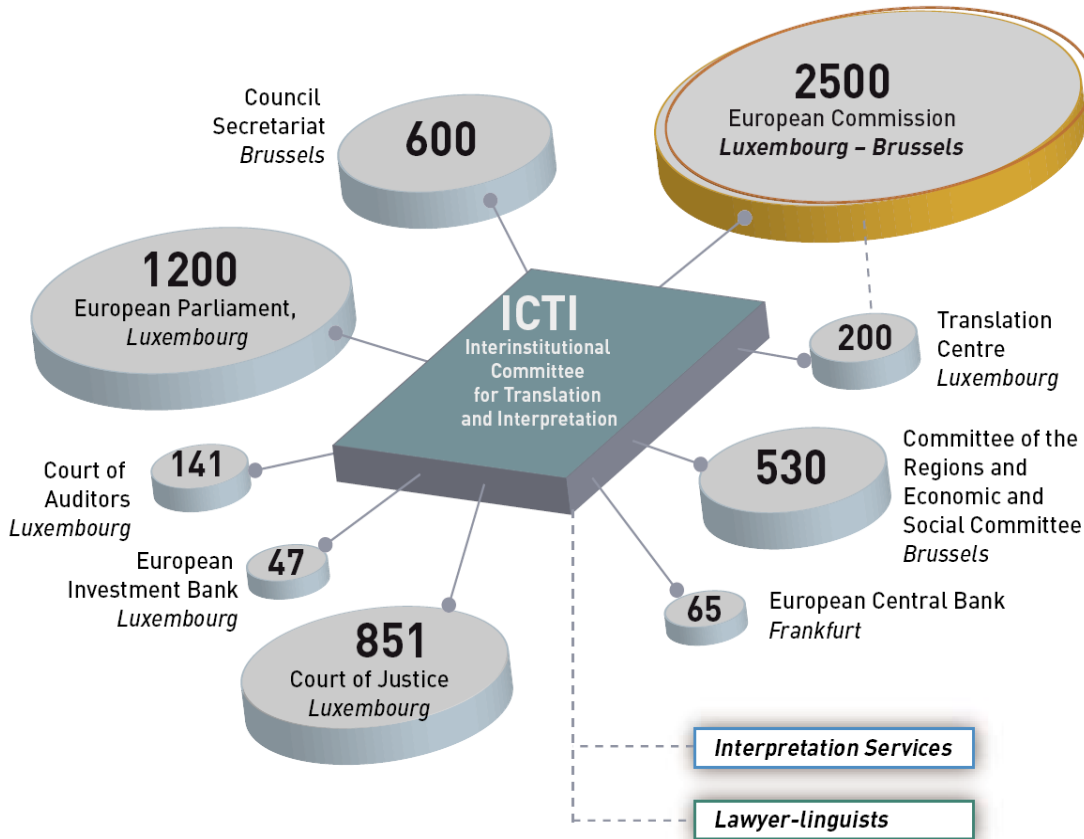 2500
European Commission
Luxembourg – Brussels
Council
Secretariat
Brussels
600
1200
European Parliament,
Luxembourg
ICTI
Interinstitutional
Committee
for Translation
and Interpretation
200
Translation
Centre
Luxembourg
Court of
Auditors
Luxembourg
141
530
Committee of the
Regions and
Economic and
Social Committee
Brussels
European
Investment Bank
Luxembourg
47
65
European Central Bank
Frankfurt
851
Court of Justice
Luxembourg
Interpretation Services
Lawyer-linguists